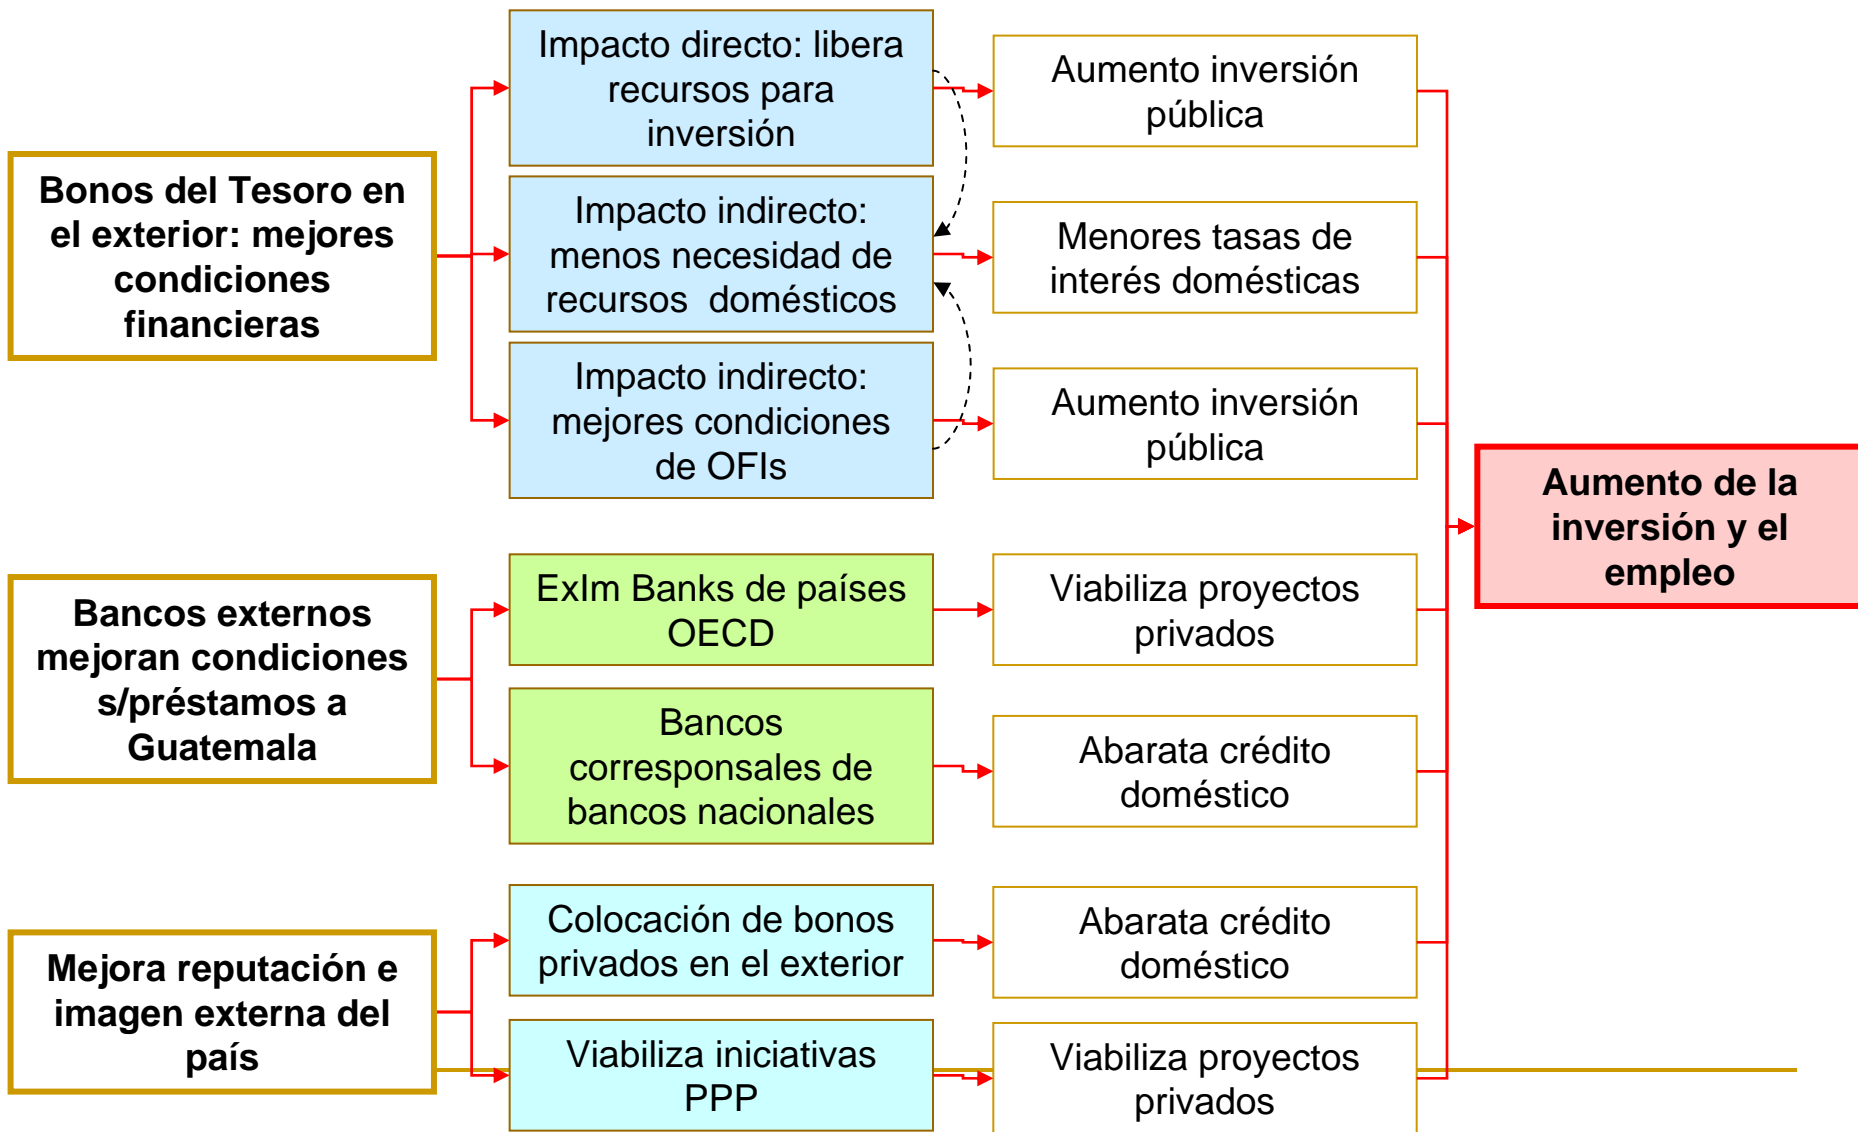 Bonos del Tesoro en
el exterior: mejores
condiciones
financieras
Impacto directo: libera
recursos para
inversión
Aumento inversión
pública
Impacto indirecto:
menos necesidad de
recursos domésticos
Menores tasas de
interés domésticas
Impacto indirecto:
mejores condiciones
de OFIs
Aumento inversión
pública
Bancos externos
mejoran condiciones
s/préstamos a
Guatemala
ExIm Banks de países
OECD
Viabiliza proyectos
privados
Bancos
corresponsales de
bancos nacionales
Abarata crédito
doméstico
Mejora reputación e
imagen externa del
país
Colocación de bonos
privados en el exterior
Abarata crédito
doméstico
Viabiliza iniciativas
PPP
Viabiliza proyectos
privados
Aumento de la
inversión y el
empleo